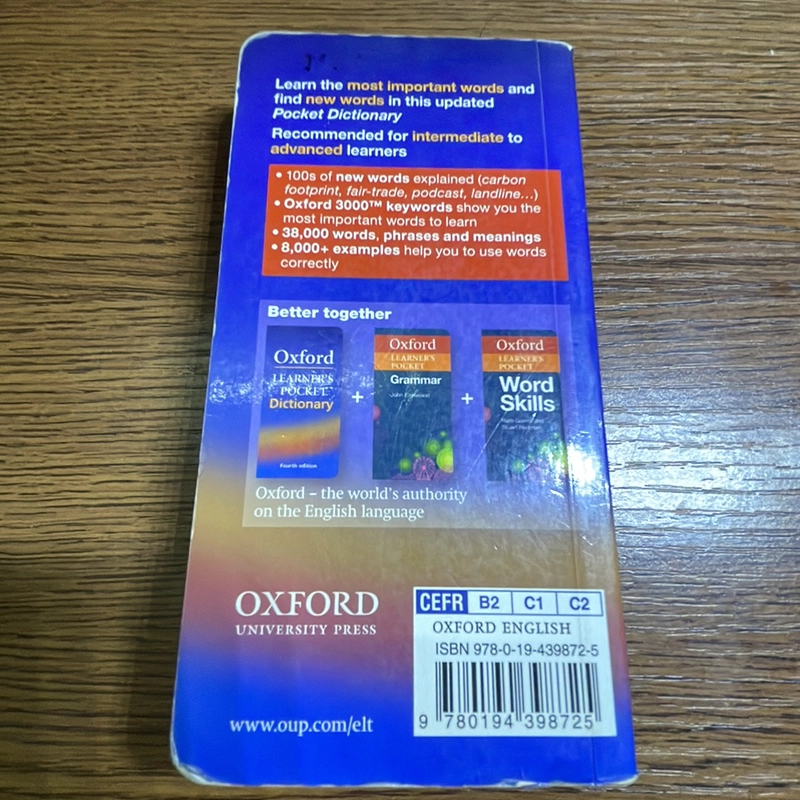 Learn the most important words and
find new words in this updated
Pocket Dictionary
Recommended for intermediate to
advanced learners
• 100s of new words explained (carbon
footprint, fair-trade, podcast, landline...)
• Oxford 3000™ keywords show you the
most important words to learn
• 38,000 words, phrases and meanings
• 8,000+ examples help you to use words
correctly
Better together
Oxford
LEARNER'S
POCKET
Dictionary
Fourth edition
+
Oxford
LEARNER'S
POCKET
Grammar
John Eastwood
+
Oxford
LEARNER'S
POCKET
Word
Skills
Oxford – the world's authority
on the English language
OXFORD
UNIVERSITY PRESS
www.oup.com/elt
CEFR B2 C1 C2
OXFORD ENGLISH
ISBN 978-0-19-439872-5
9 780194 398725